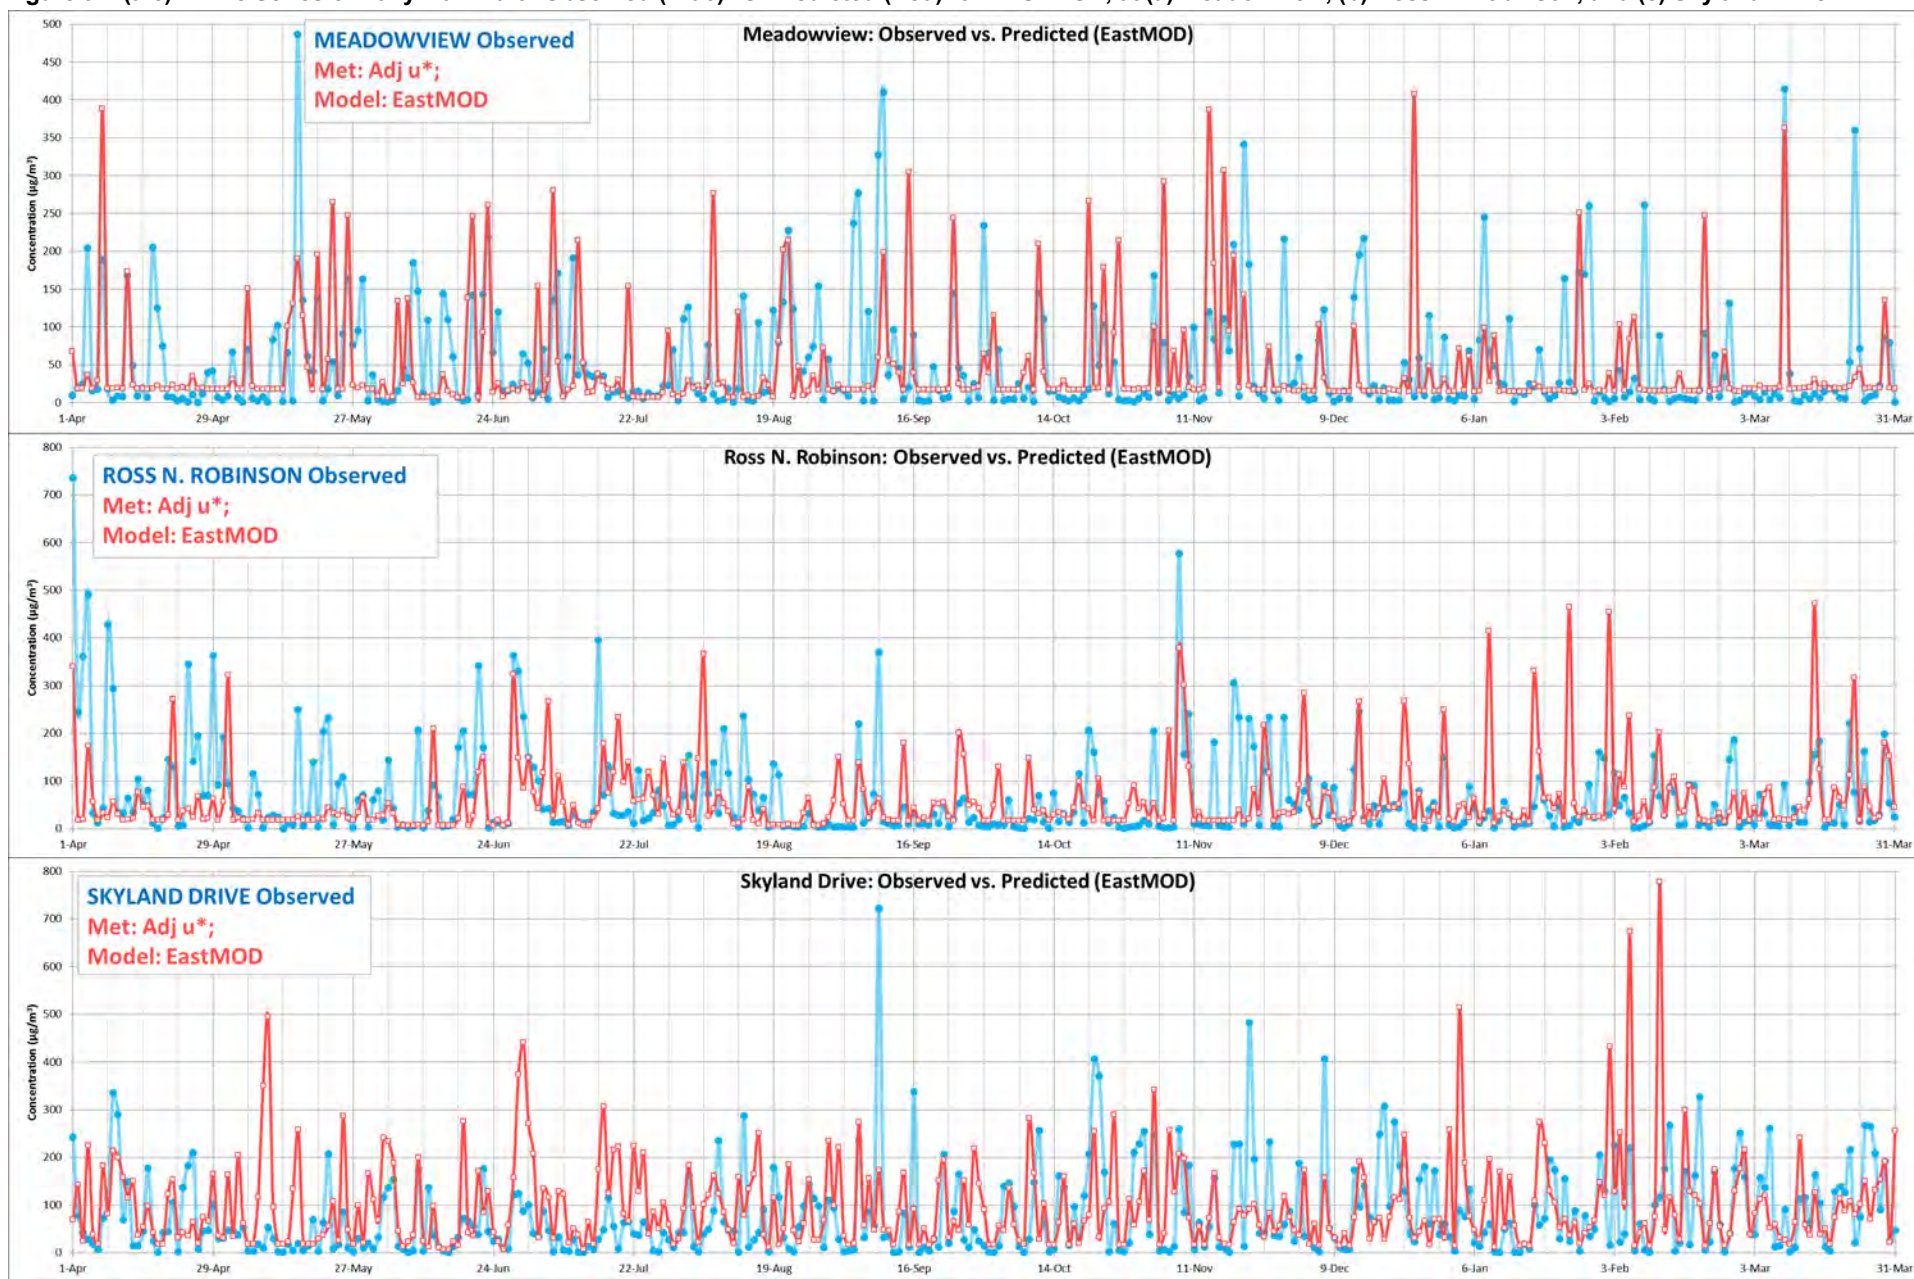 MEADOWVIEW Observed
Met: Adj u*;
Model: EastMOD
Meadowview: Observed vs. Predicted (EastMOD)
Concentration (µg/m³)
500
450
400
350
300
250
200
150
100
50
0
1-Apr 29-Apr 27-May 24-Jun 22-Jul 19-Aug 16-Sep 14-Oct 11-Nov 9-Dec 6-Jan 3-Feb 3-Mar 31-Mar
ROSS N. ROBINSON Observed
Met: Adj u*;
Model: EastMOD
Ross N. Robinson: Observed vs. Predicted (EastMOD)
Concentration (µg/m³)
800
700
600
500
400
300
200
100
0
1-Apr 29-Apr 27-May 24-Jun 22-Jul 19-Aug 16-Sep 14-Oct 11-Nov 9-Dec 6-Jan 3-Feb 3-Mar 31-Mar
SKYLAND DRIVE Observed
Met: Adj u*;
Model: EastMOD
Skyland Drive: Observed vs. Predicted (EastMOD)
Concentration (µg/m³)
800
700
600
500
400
300
200
100
0
1-Apr 29-Apr 27-May 24-Jun 22-Jul 19-Aug 16-Sep 14-Oct 11-Nov 9-Dec 6-Jan 3-Feb 3-Mar 31-Mar